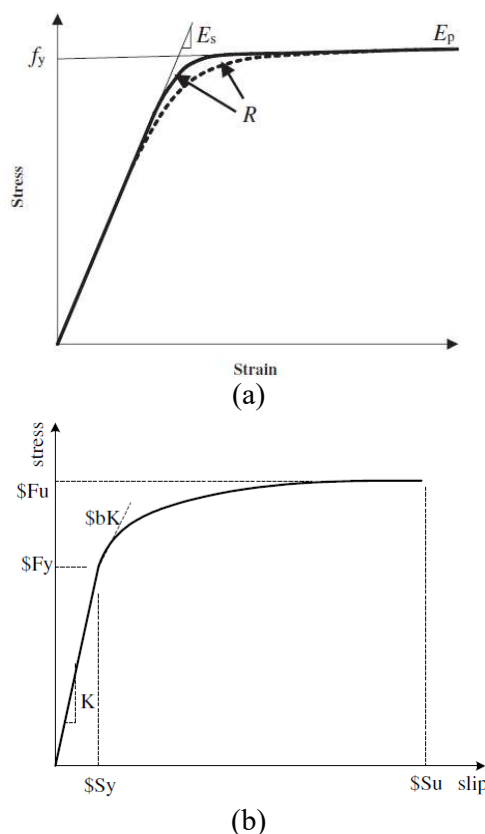 E_s
E_p
f_y
R
Stress
Strain
(a)
stress
$Fu
$bK
$Fy
K
$Sy
$Su slip
(b)